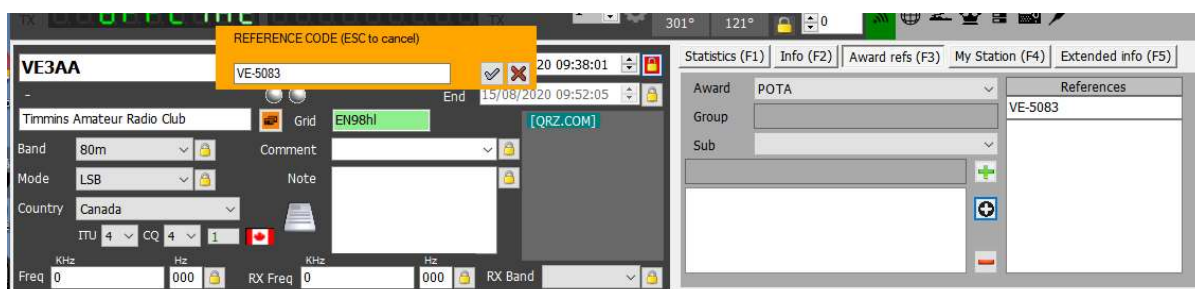 TX
TX
301° 121° 0
REFERENCE CODE (ESC to cancel)
VE-5083
VE3AA
20 09:38:01
-
End 15/08/2020 09:52:05
Timmins Amateur Radio Club Grid EN98hl [QRZ.COM]
Band 80m Comment
Mode LSB Note
Country Canada
ITU 4 CQ 4 1
KHz Hz KHz Hz
Freq 0 000 RX Freq 0 000 RX Band
Statistics (F1) Info (F2) Award refs (F3) My Station (F4) Extended info (F5)
Award POTA References
Group VE-5083
Sub